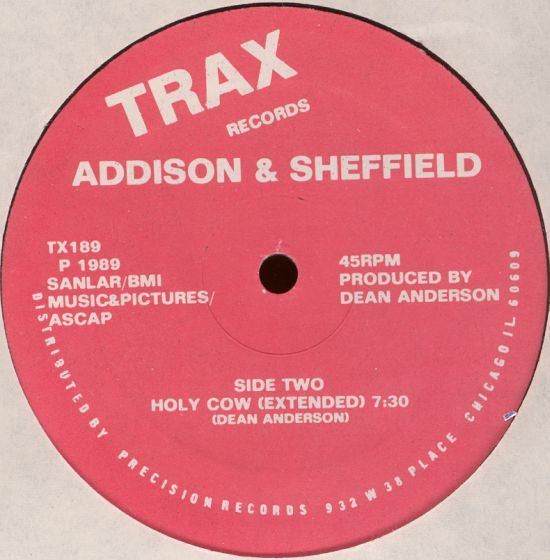 TRAX
RECORDS
ADDISON & SHEFFIELD
TX189
P 1989
SANLAR/BMI
MUSIC&PICTURES/
ASCAP
45RPM
PRODUCED BY
DEAN ANDERSON
SIDE TWO
HOLY COW (EXTENDED) 7:30
(DEAN ANDERSON)
DISTRIBUTED BY PRECISION RECORDS 932 W 38 PLACE CHICAGO IL 60609